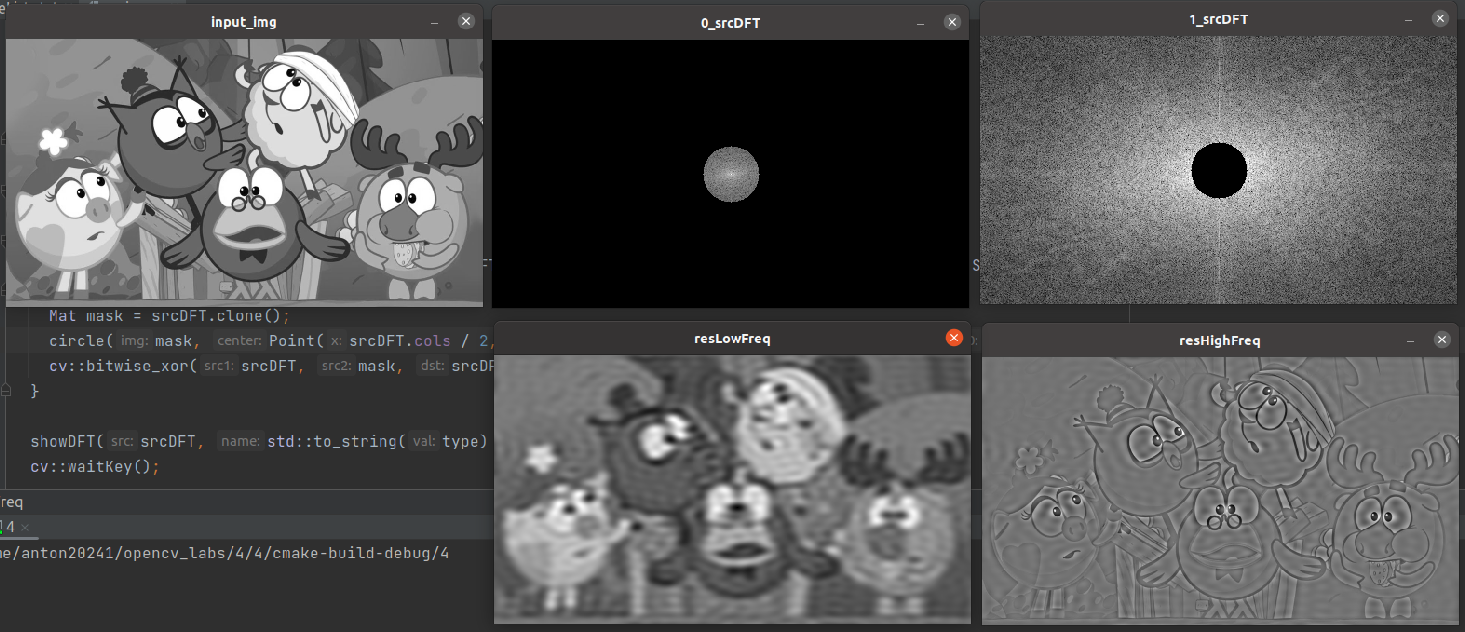 input_img
0_srcDFT
1_srcDFT
Mat mask = srcDFT.clone();
circle( img: mask, center: Point( x: srcDFT.cols / 2,
cv::bitwise_xor( src1: srcDFT, src2: mask, dst: srcDF
}
showDFT( src: srcDFT, name: std::to_string( val: type)
cv::waitKey();
resLowFreq
resHighFreq
req
14 ×
me/anton20241/opencv_labs/4/4/cmake-build-debug/4